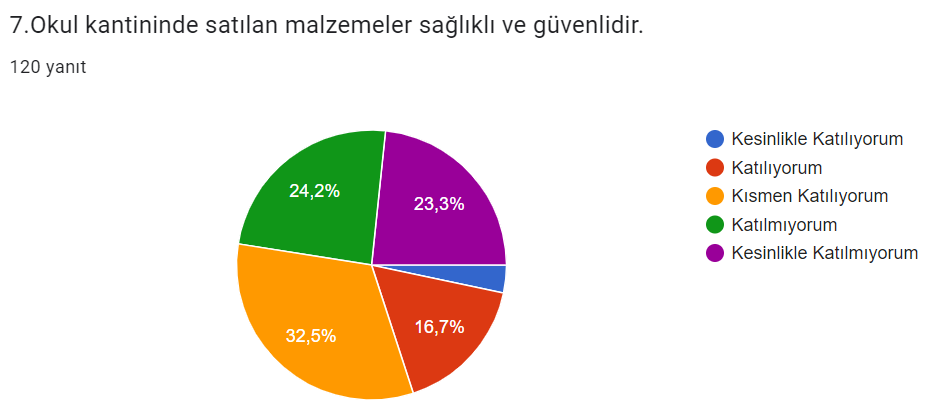 7.Okul kantininde satılan malzemeler sağlıklı ve güvenlidir.
120 yanıt
Kesinlikle Katılıyorum
Katılıyorum
Kısmen Katılıyorum
Katılmıyorum
Kesinlikle Katılmıyorum
24,2%
23,3%
32,5%
16,7%